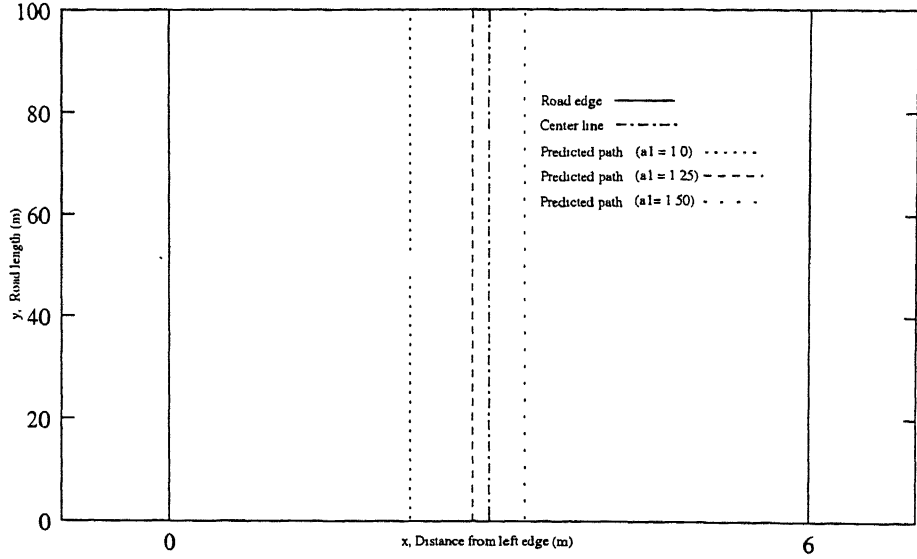 100
80
60
40
20
0
y, Road length (m)
Road edge
Center line
Predicted path (a1 = 1 0)
Predicted path (a1 = 1 25)
Predicted path (a1= 1 50)
0
x, Distance from left edge (m)
6